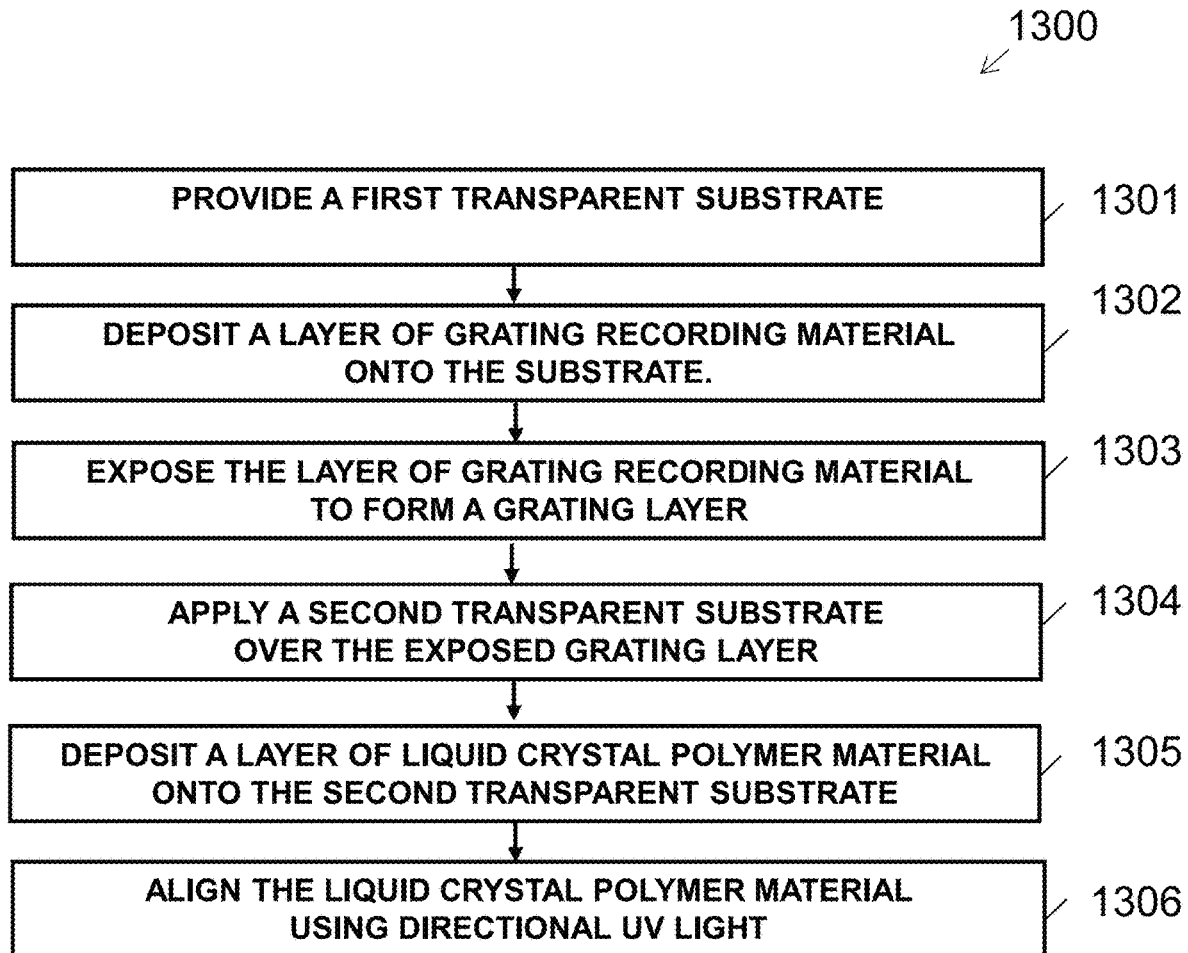 1300
PROVIDE A FIRST TRANSPARENT SUBSTRATE
1301
DEPOSIT A LAYER OF GRATING RECORDING MATERIAL
ONTO THE SUBSTRATE.
1302
EXPOSE THE LAYER OF GRATING RECORDING MATERIAL
TO FORM A GRATING LAYER
1303
APPLY A SECOND TRANSPARENT SUBSTRATE
OVER THE EXPOSED GRATING LAYER
1304
DEPOSIT A LAYER OF LIQUID CRYSTAL POLYMER MATERIAL
ONTO THE SECOND TRANSPARENT SUBSTRATE
1305
ALIGN THE LIQUID CRYSTAL POLYMER MATERIAL
USING DIRECTIONAL UV LIGHT
1306